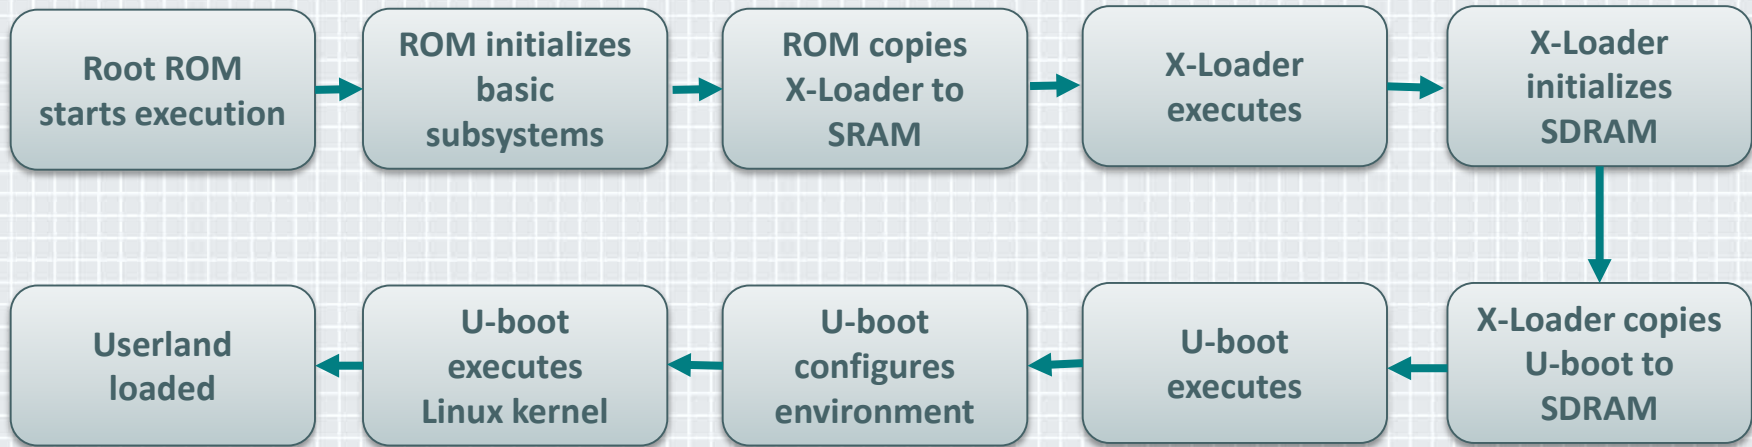 Root ROM
starts execution
ROM initializes
basic
subsystems
ROM copies
X-Loader to
SRAM
X-Loader
executes
X-Loader
initializes
SDRAM
X-Loader copies
U-boot to
SDRAM
U-boot
executes
U-boot
configures
environment
U-boot
executes
Linux kernel
Userland
loaded